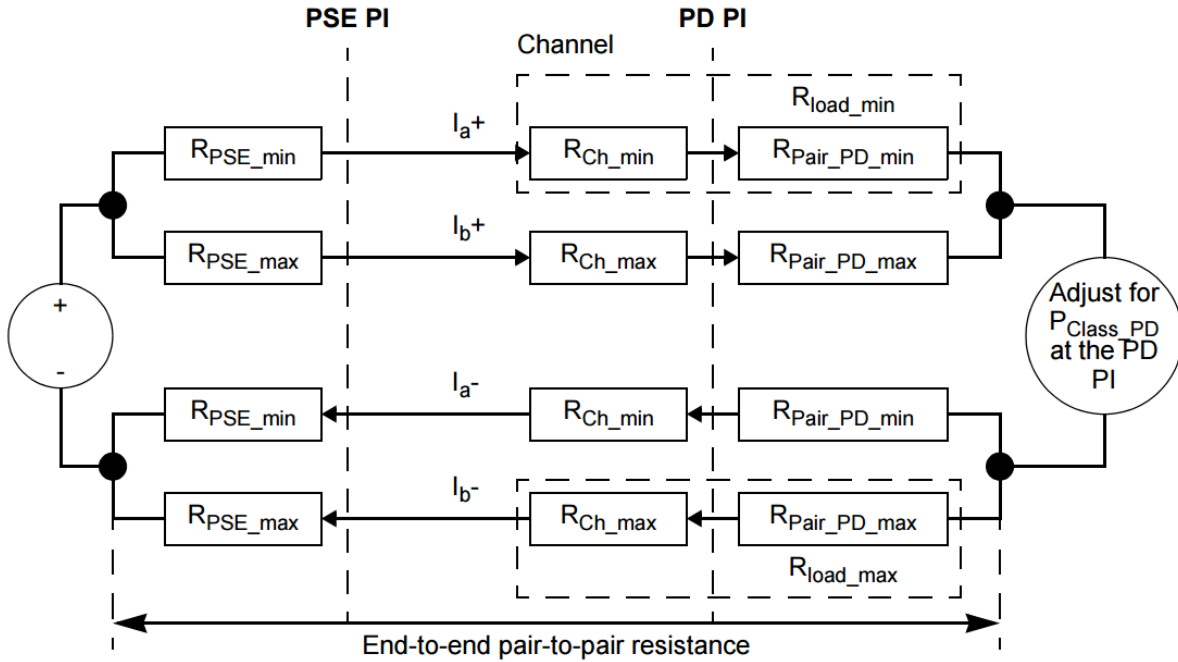 PSE PI
PD PI
Channel
Rload_min
Ia+
RPSE_min
RCh_min
RPair_PD_min
Ib+
RPSE_max
RCh_max
RPair_PD_max
+
-
Adjust for
PClass_PD
at the PD
PI
Ia-
RPSE_min
RCh_min
RPair_PD_min
Ib-
RPSE_max
RCh_max
RPair_PD_max
Rload_max
End-to-end pair-to-pair resistance